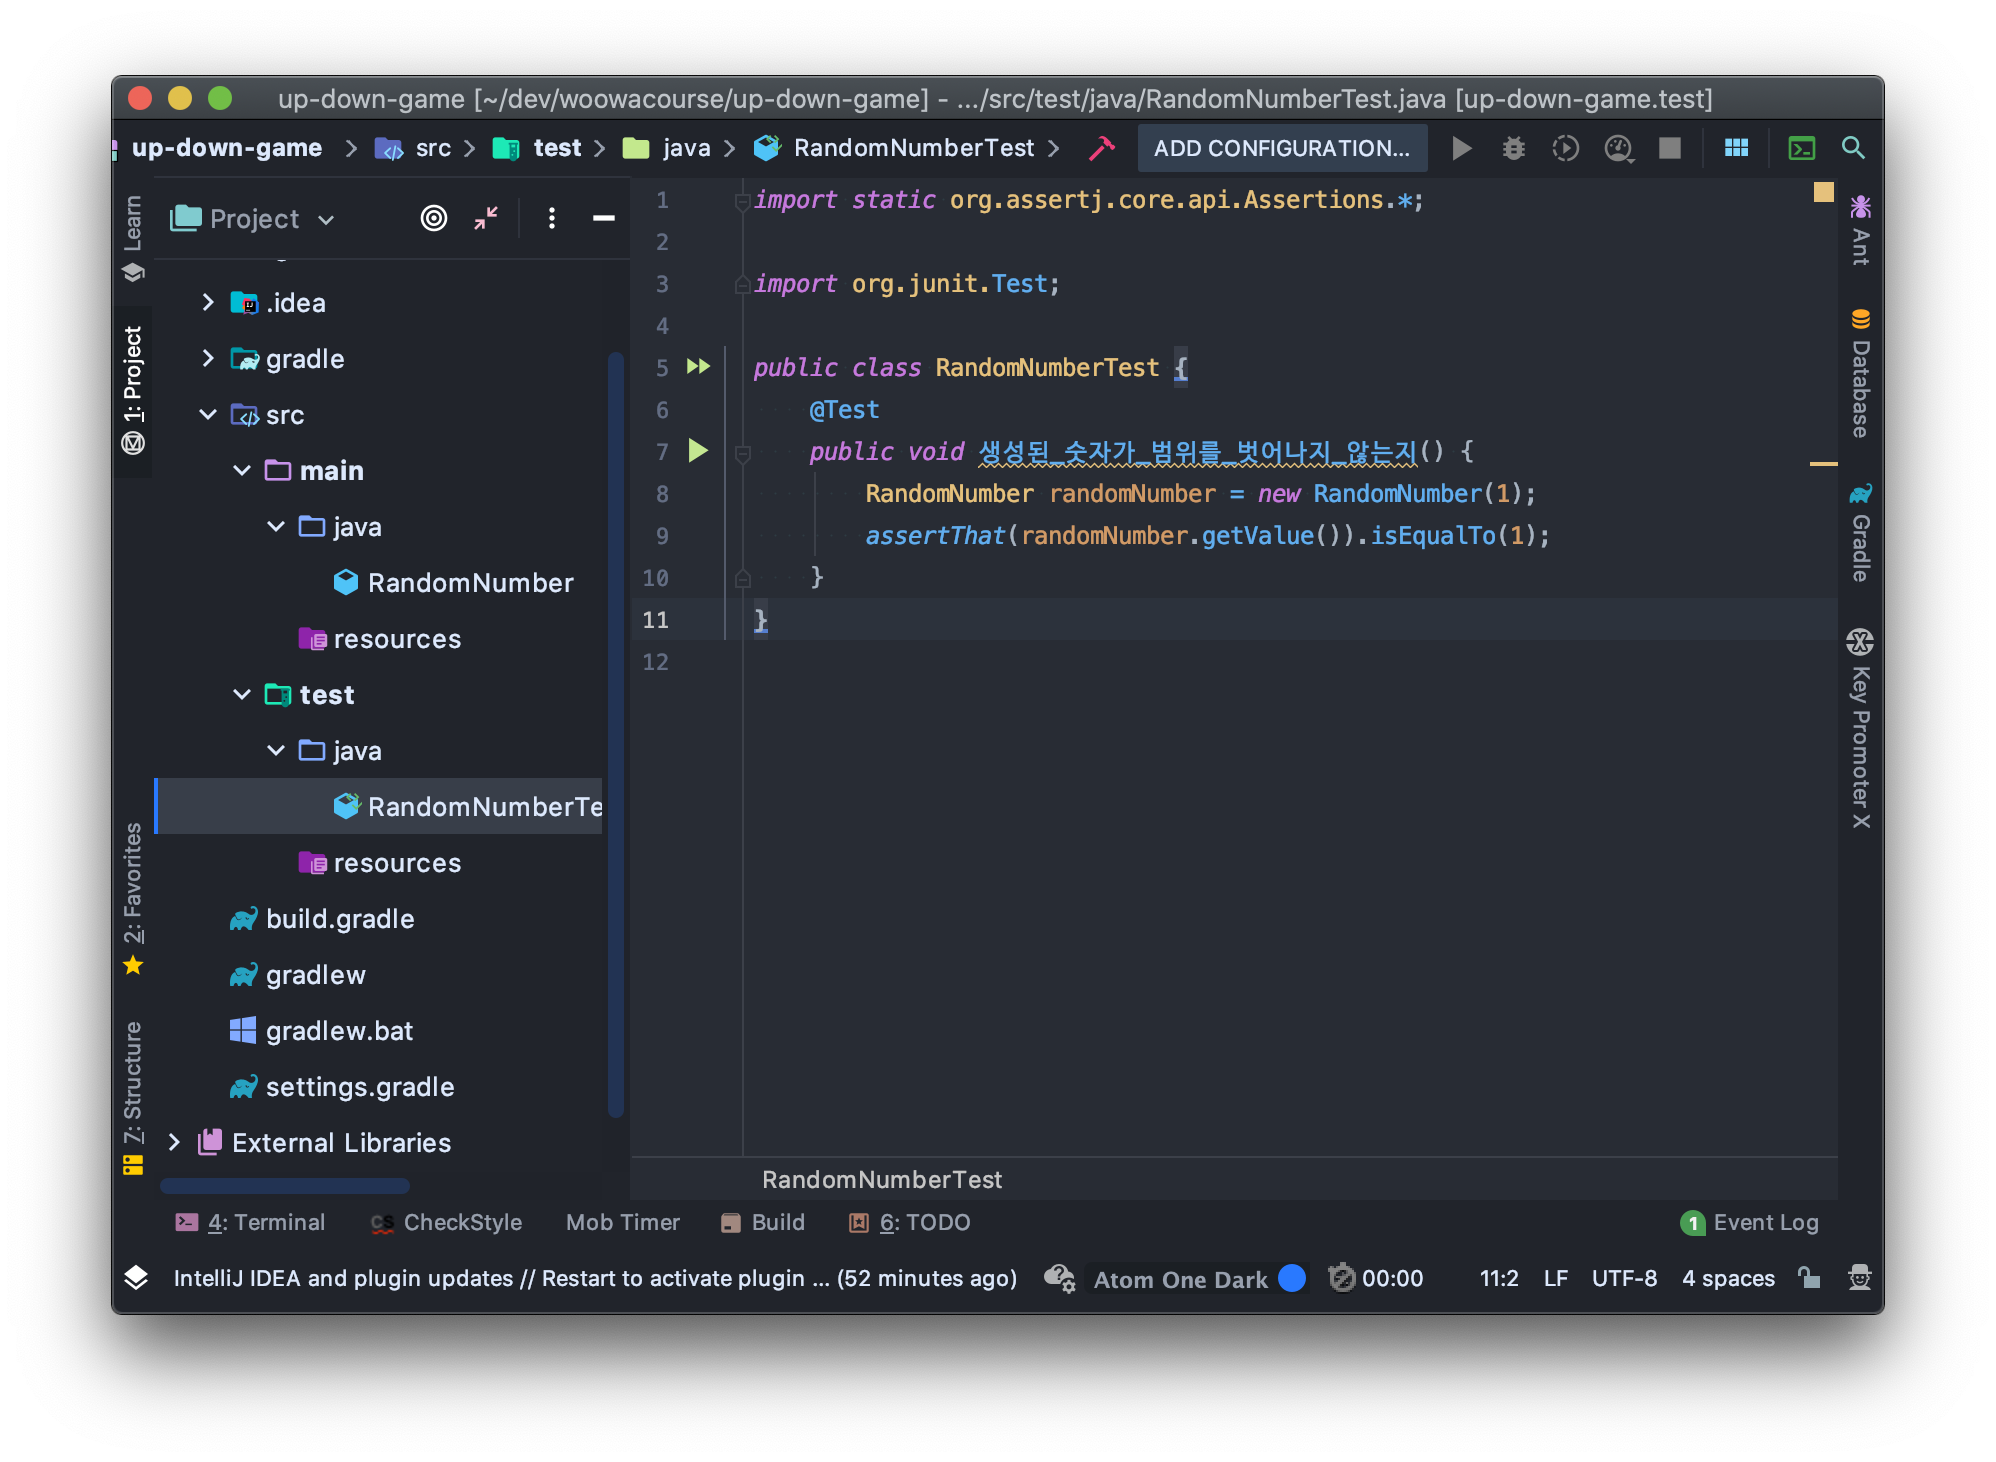 up-down-game [~/dev/woowacourse/up-down-game] - .../src/test/java/RandomNumberTest.java [up-down-game.test]
up-down-game src test java RandomNumberTest ADD CONFIGURATION...
Learn
1: Project
2: Favorites
7: Structure
Project
.idea
gradle
src
main
java
RandomNumber
resources
test
java
RandomNumberTe
resources
build.gradle
gradlew
gradlew.bat
settings.gradle
External Libraries
1 import static org.assertj.core.api.Assertions.*;
2
3 import org.junit.Test;
4
5 public class RandomNumberTest {
6 @Test
7 public void 생성된_숫자가_범위를_벗어나지_않는지() {
8 RandomNumber randomNumber = new RandomNumber(1);
9 assertThat(randomNumber.getValue()).isEqualTo(1);
10 }
11 }
12
RandomNumberTest
Ant
Database
Gradle
Key Promoter X
4: Terminal CS CheckStyle Mob Timer Build 6: TODO 1 Event Log
IntelliJ IDEA and plugin updates // Restart to activate plugin ... (52 minutes ago) Atom One Dark 00:00 11:2 LF UTF-8 4 spaces